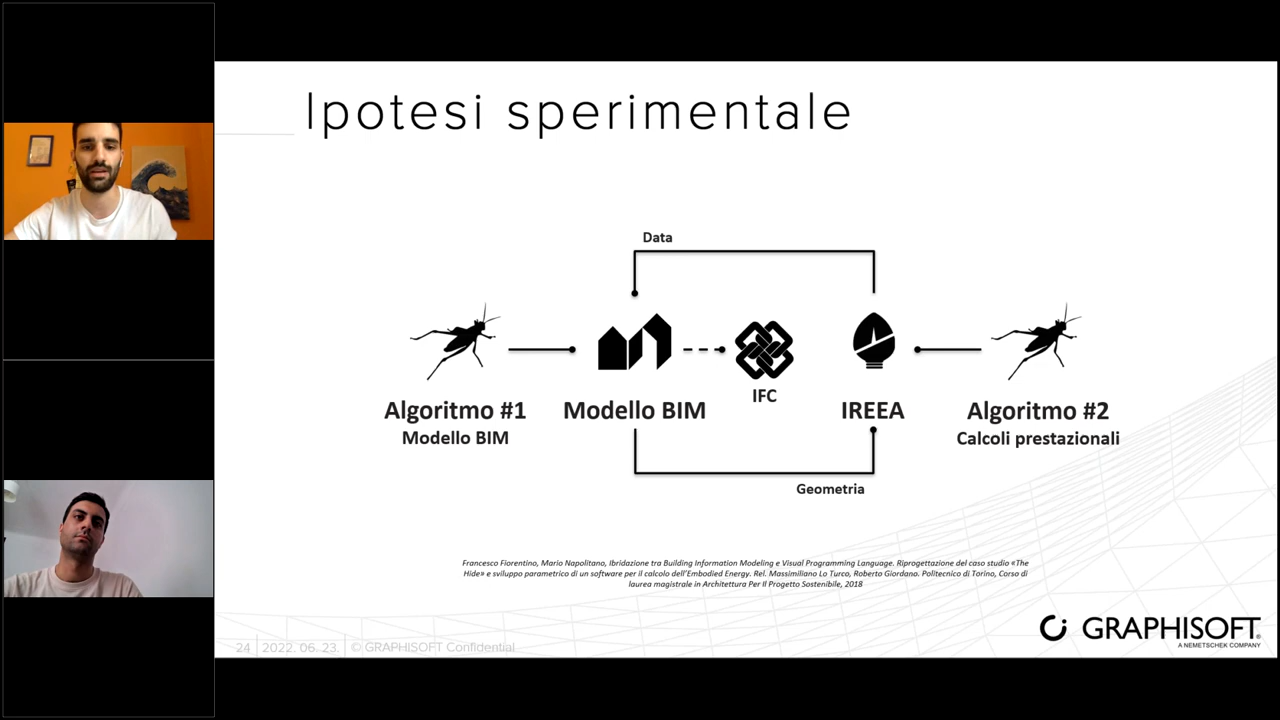 Ipotesi sperimentale
Data
IFC
Algoritmo #1
Modello BIM
Modello BIM
IREEA
Algoritmo #2
Calcoli prestazionali
Geometria
Francesco Fiorentino, Mario Napolitano, Ibridazione tra Building Information Modeling e Visual Programming Language. Riprogettazione del caso studio «The
Hide» e sviluppo parametrico di un software per il calcolo dell'Embodied Energy. Rel. Massimiliano Lo Turco, Roberto Giordano. Politecnico di Torino, Corso di
laurea magistrale in Architettura Per il Progetto Sostenibile, 2018
24 2022. 06. 23. © GRAPHISOFT Confidential
GRAPHISOFT®
A NEMETSCHEK COMPANY